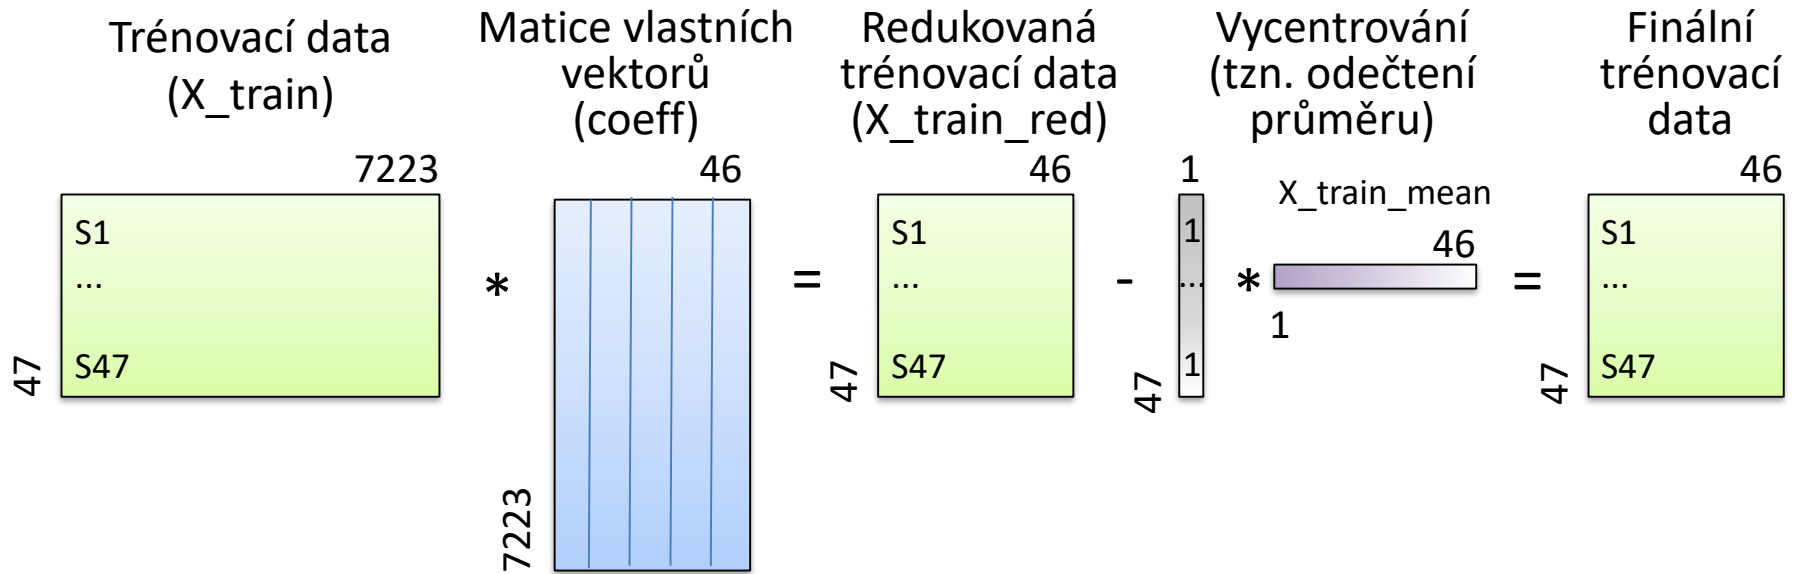 Trénovací data
(X_train)
Matice vlastních
vektorů
(coeff)
Redukovaná
trénovací data
(X_train_red)
Vycentrování
(tzn. odečtení
průměru)
Finální
trénovací
data
7223
S1
...
S47
47
*
46
7223
=
46
S1
...
S47
47
-
1
1
...
1
47
*
X_train_mean
46
1
=
46
S1
...
S47
47